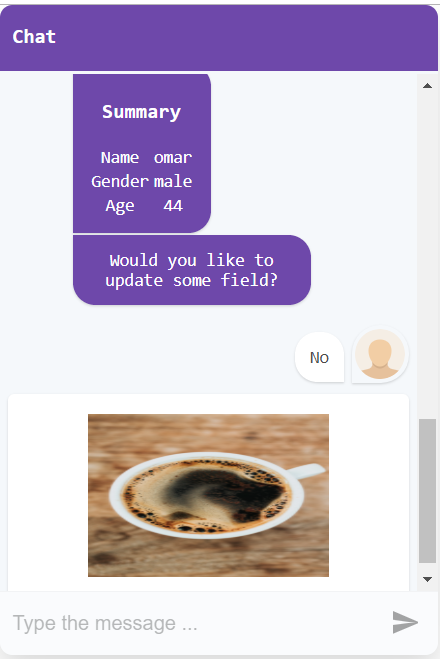 Chat
Summary
Name omar
Gender male
Age 44
Would you like to
update some field?
No
Type the message ...